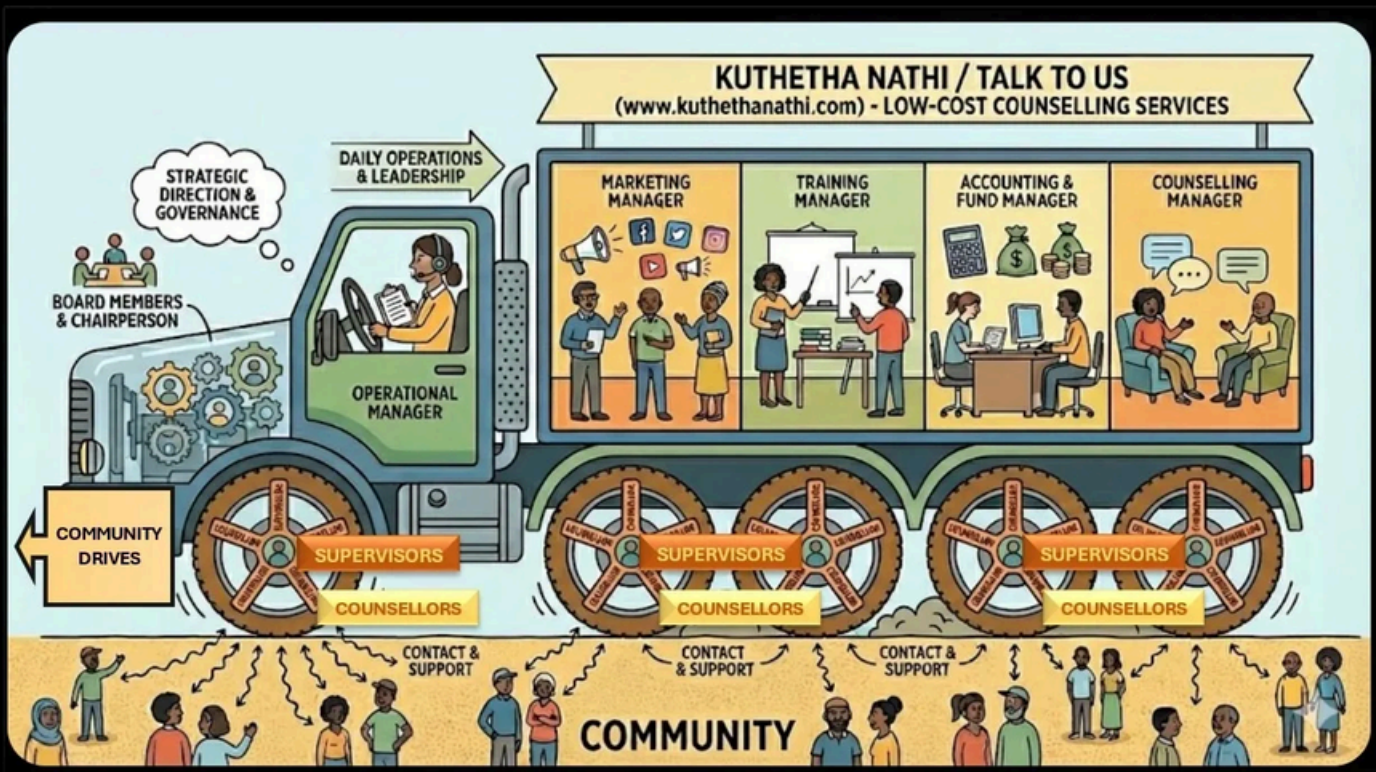 KUTHETHA NATHI / TALK TO US
(www.kuthethanathi.com) - LOW-COST COUNSELLING SERVICES
STRATEGIC
DIRECTION &
GOVERNANCE
DAILY OPERATIONS
& LEADERSHIP
BOARD MEMBERS
& CHAIRPERSON
OPERATIONAL
MANAGER
MARKETING
MANAGER
TRAINING
MANAGER
ACCOUNTING &
FUND MANAGER
COUNSELLING
MANAGER
COMMUNITY
DRIVES
SUPERVISORS
COUNSELLORS
SUPERVISORS
COUNSELLORS
SUPERVISORS
COUNSELLORS
CONTACT &
SUPPORT
CONTACT
& SUPPORT
CONTACT &
SUPPORT
COMMUNITY